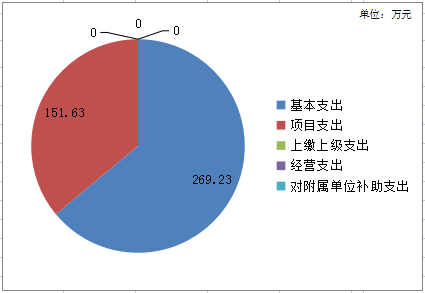 单位：万元
0
0
0
151.63
269.23
基本支出
项目支出
上缴上级支出
经营支出
对附属单位补助支出